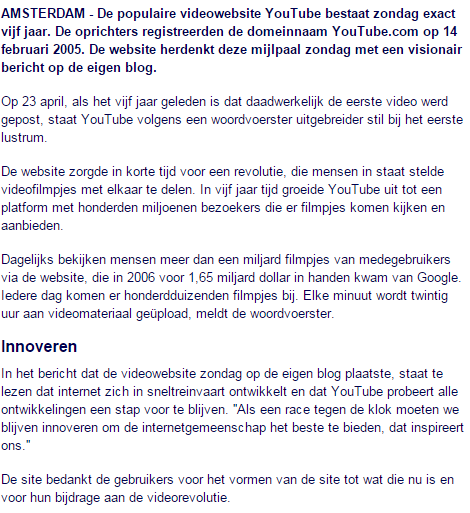 AMSTERDAM - De populaire videowebsite YouTube bestaat zondag exact
vijf jaar. De oprichters registreerden de domeinnaam YouTube.com op 14
februari 2005. De website herdenkt deze mijlpaal zondag met een visionair
bericht op de eigen blog.
Op 23 april, als het vijf jaar geleden is dat daadwerkelijk de eerste video werd
gepost, staat YouTube volgens een woordvoerster uitgebreider stil bij het eerste
lustrum.
De website zorgde in korte tijd voor een revolutie, die mensen in staat stelde
videofilmpjes met elkaar te delen. In vijf jaar tijd groeide YouTube uit tot een
platform met honderden miljoenen bezoekers die er filmpjes komen kijken en
aanbieden.
Dagelijks bekijken mensen meer dan een miljard filmpjes van medegebruikers
via de website, die in 2006 voor 1,65 miljard dollar in handen kwam van Google.
Iedere dag komen er honderdduizenden filmpjes bij. Elke minuut wordt twintig
uur aan videomateriaal geüpload, meldt de woordvoerster.
Innoveren
In het bericht dat de videowebsite zondag op de eigen blog plaatste, staat te
lezen dat internet zich in sneltreinvaart ontwikkelt en dat YouTube probeert alle
ontwikkelingen een stap voor te blijven. "Als een race tegen de klok moeten we
blijven innoveren om de internetgemeenschap het beste te bieden, dat inspireert
ons."
De site bedankt de gebruikers voor het vormen van de site tot wat die nu is en
voor hun bijdrage aan de videorevolutie.